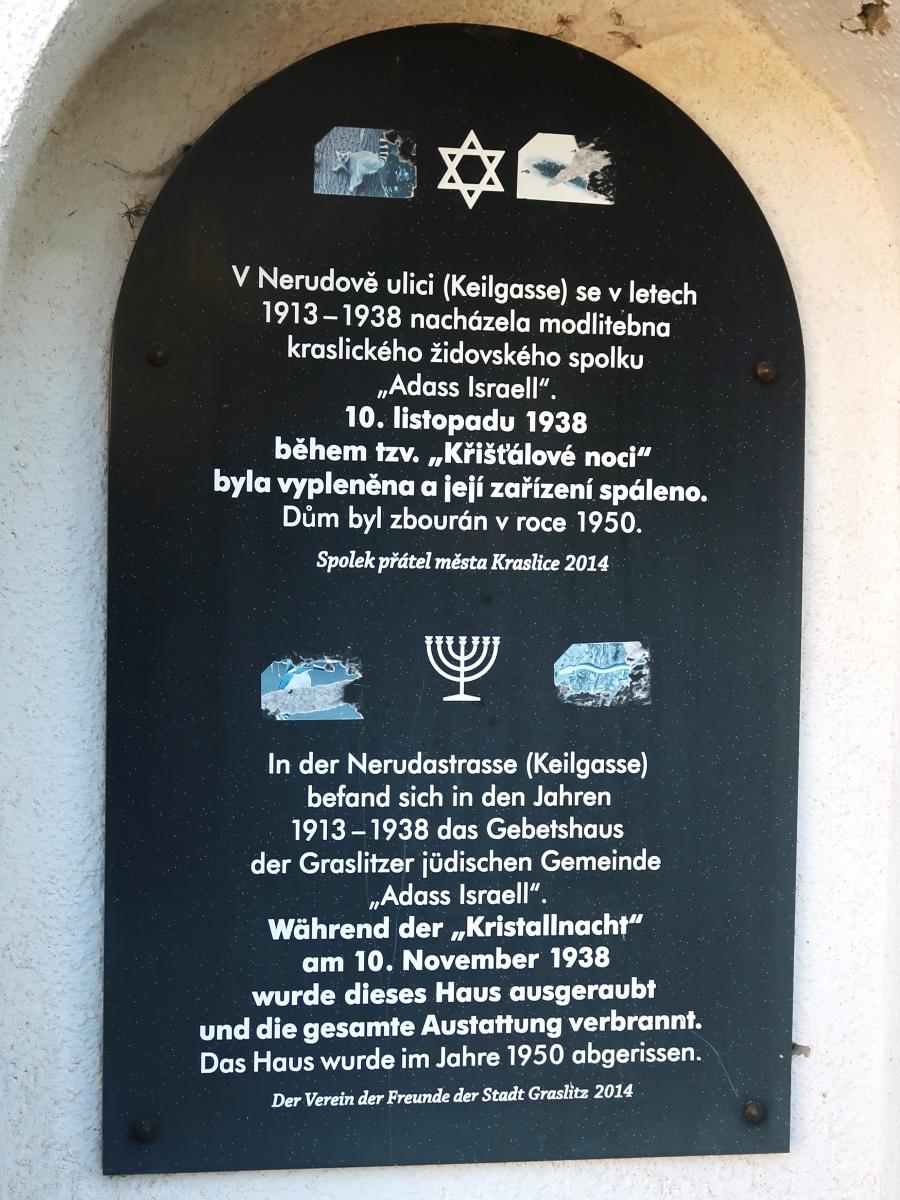 V Nerudově ulici (Keilgasse) se v letech
1913 – 1938 nacházela modlitebna
kraslického židovského spolku
„Adass Israell“.
10. listopadu 1938
během tzv. „Křišťálové noci“
byla vypleněna a její zařízení spáleno.
Dům byl zbourán v roce 1950.
Spolek přátel města Kraslice 2014
In der Nerudastrasse (Keilgasse)
befand sich in den Jahren
1913 – 1938 das Gebetshaus
der Graslitzer jüdischen Gemeinde
„Adass Israell“.
Während der „Kristallnacht“
am 10. November 1938
wurde dieses Haus ausgeraubt
und die gesamte Austattung verbrannt.
Das Haus wurde im Jahre 1950 abgerissen.
Der Verein der Freunde der Stadt Graslitz 2014